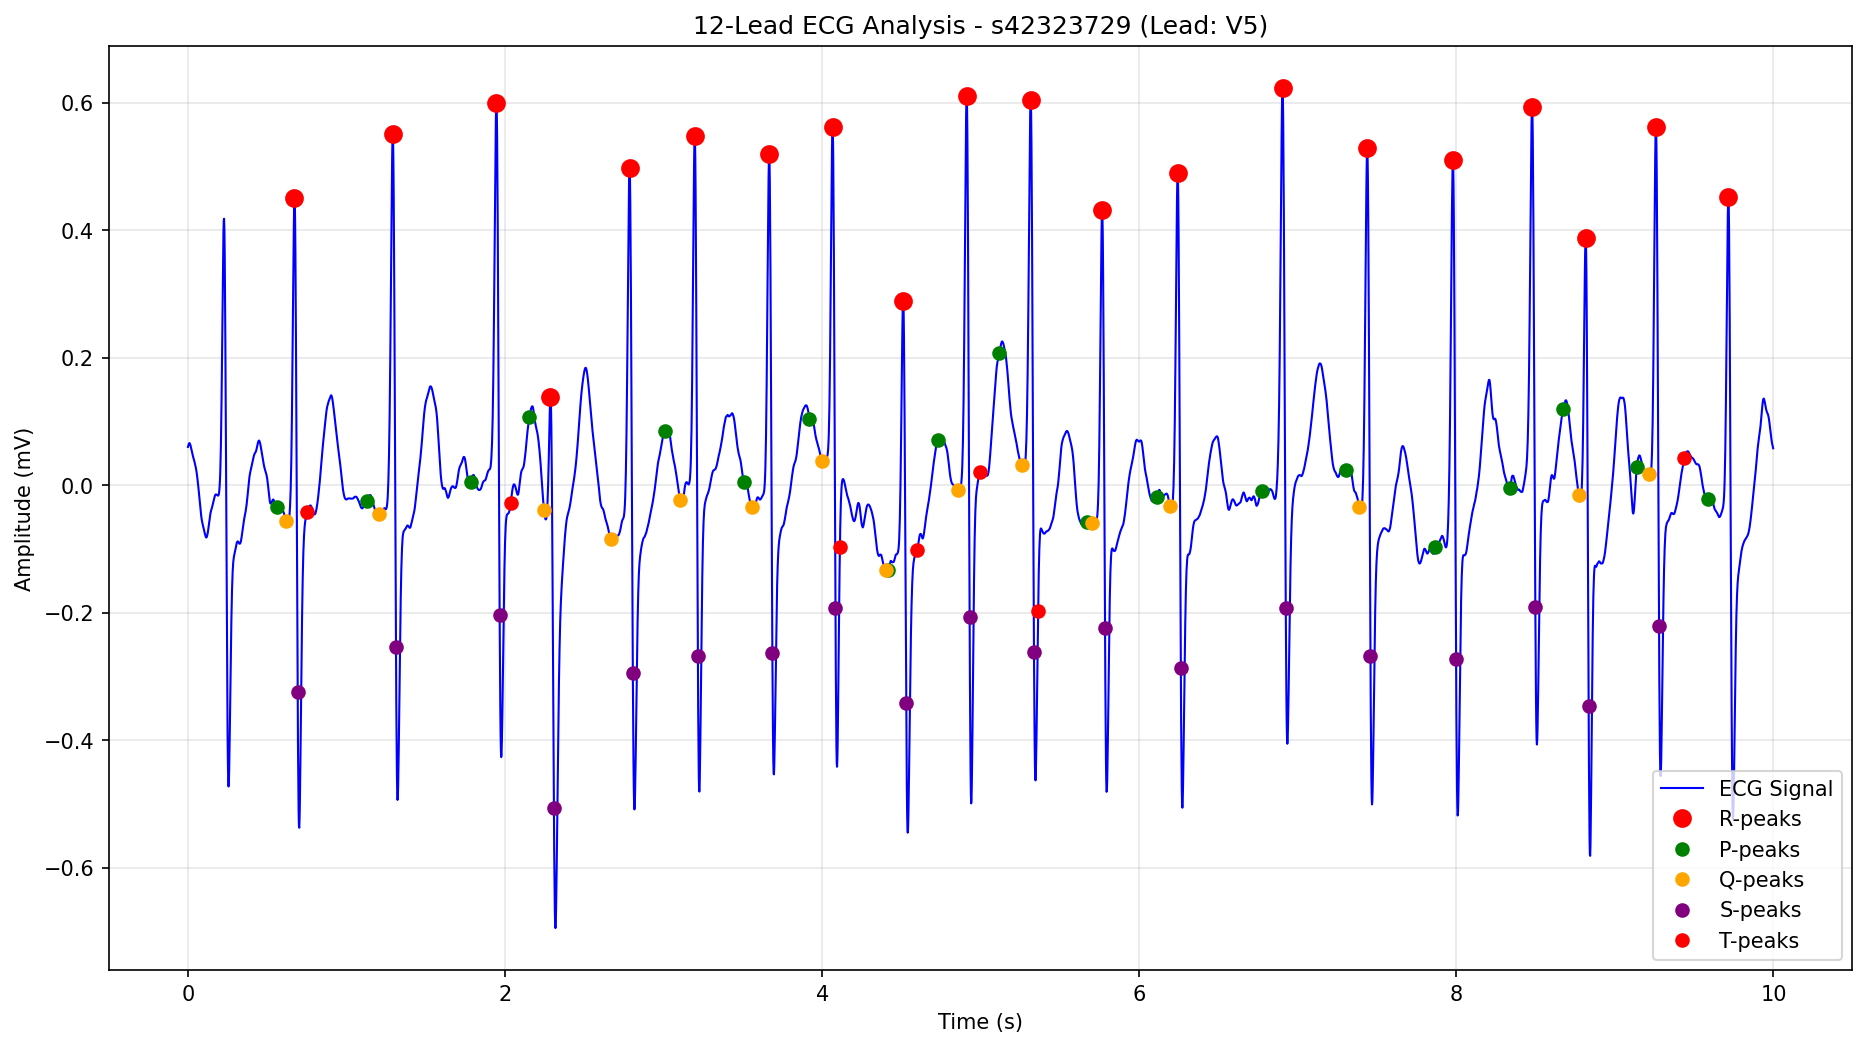 12-Lead ECG Analysis - s42323729 (Lead: V5)
Amplitude (mV)
0.6
0.4
0.2
0.0
−0.2
−0.4
−0.6
0 2 4 6 8 10
Time (s)
ECG Signal
R-peaks
P-peaks
Q-peaks
S-peaks
T-peaks